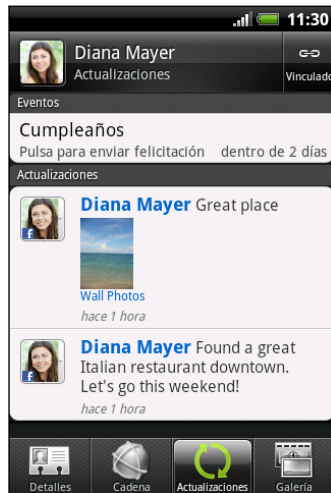 11:30
Diana Mayer
Actualizaciones
Vinculado
Eventos
Cumpleaños
Pulsa para enviar felicitación dentro de 2 días
Actualizaciones
Diana Mayer Great place
Wall Photos
hace 1 hora
Diana Mayer Found a great
Italian restaurant downtown.
Let's go this weekend!
hace 1 hora
Detalles Cadena Actualizaciones Galería